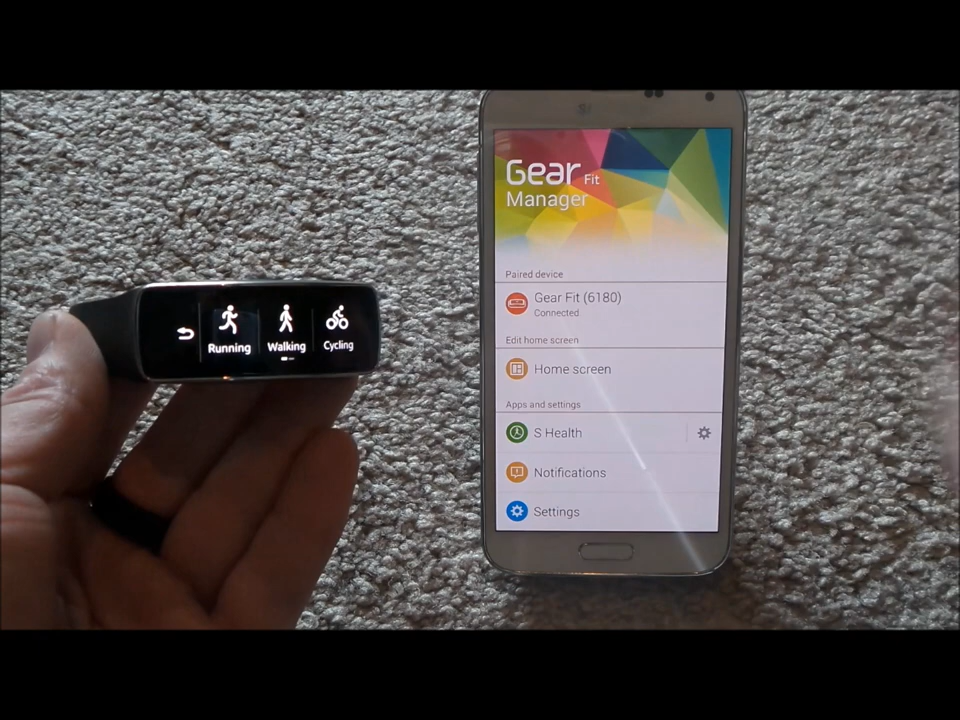 Running
Walking
Cycling
Gear Fit
Manager
Paired device
Gear Fit (6180)
Connected
Edit home screen
Home screen
Apps and settings
S Health
Notifications
Settings